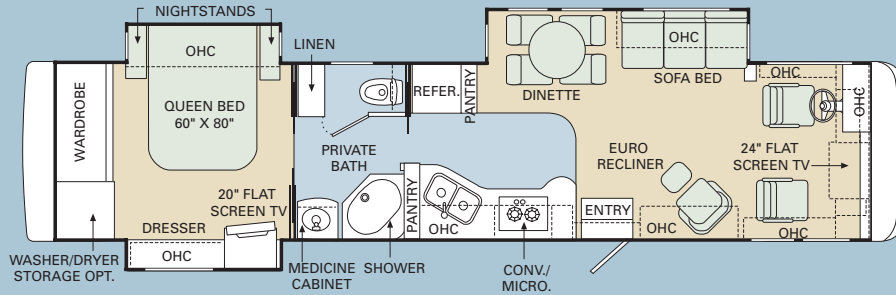 NIGHTSTANDS
OHC
LINEN
OHC
SOFA BED
OHC
OHC
WARDROBE
QUEEN BED
60" X 80"
REFER.
PANTRY
DINETTE
PRIVATE
BATH
EURO
RECLINER
24" FLAT
SCREEN TV
20" FLAT
SCREEN TV
PANTRY
ENTRY
DRESSER
OHC
OHC
OHC
OHC
WASHER/DRYER
STORAGE OPT.
MEDICINE
CABINET
SHOWER
CONV./
MICRO.